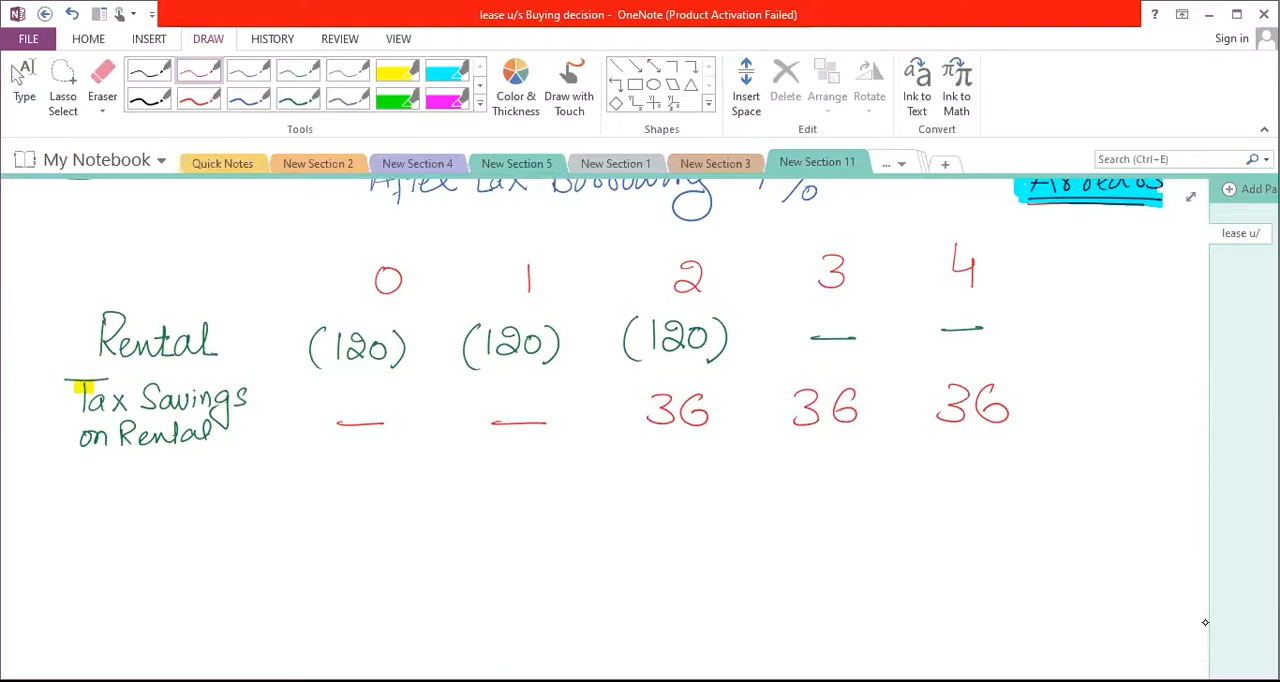 lease u/s Buying decision - OneNote (Product Activation Failed)
FILE HOME INSERT DRAW HISTORY REVIEW VIEW
Sign in
Type
Lasso Select
Eraser
Color & Thickness
Draw with Touch
Insert Space
Delete
Arrange
Rotate
Ink to Text
Ink to Math
Tools Shapes Edit Convert
My Notebook Quick Notes New Section 2 New Section 4 New Section 5 New Section 1 New Section 3 New Section 11 ... Search (Ctrl+E)
After Tax Borrowing %
Add Pa
lease u/
0 1 2 3 4
Rental (120) (120) (120) — —
Tax Savings — — 36 36 36
on Rental